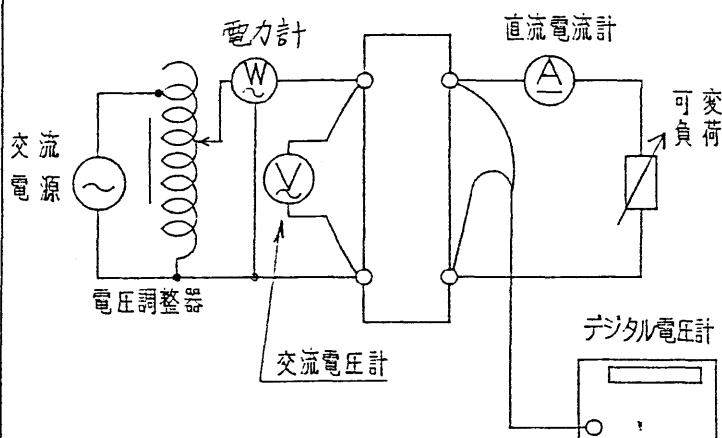 電力計
直流電流計
W
A
可変
負荷
交流
電源
V
電圧調整器
交流電圧計
デジタル電圧計